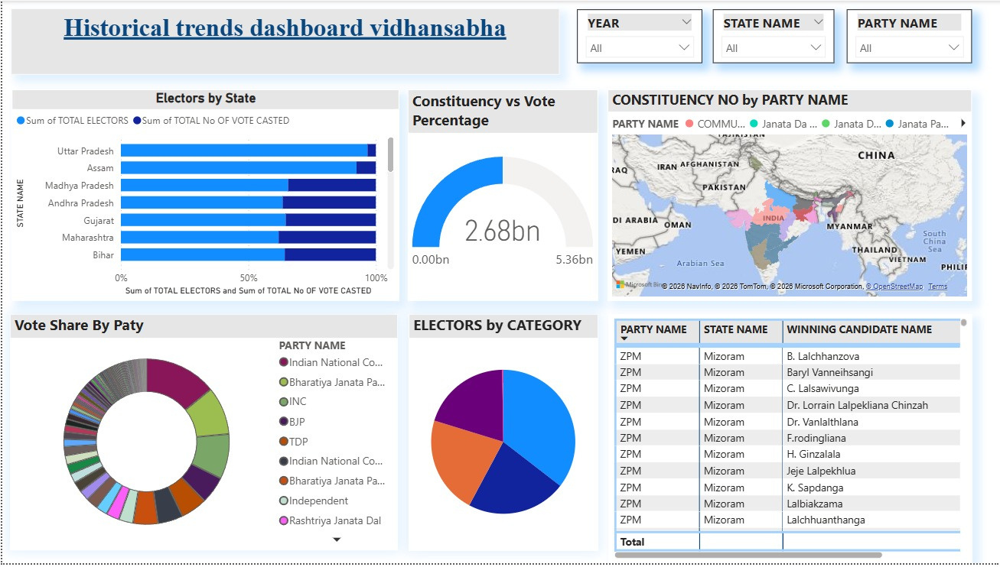 Historical trends dashboard vidhansabha
YEAR
All
STATE NAME
All
PARTY NAME
All
Electors by State
Sum of TOTAL ELECTORS Sum of TOTAL No OF VOTE CASTED
STATE NAME
Uttar Pradesh
Assam
Madhya Pradesh
Andhra Pradesh
Gujarat
Maharashtra
Bihar
0% 50% 100%
Sum of TOTAL ELECTORS and Sum of TOTAL No OF VOTE CASTED
Constituency vs Vote
Percentage
2.68bn
0.00bn 5.36bn
CONSTITUENCY NO by PARTY NAME
PARTY NAME COMMU... Janata Da ... Janata D... Janata Pa...
CHINA
IRAN AFGHANISTAN
RAQ
PAKISTAN
DI ARABIA OMAN
INDIA
MYANMAR
YEMEN
South
China
Sea
THAILAND
VIETNAM
Arabian Sea
PHILIF
Microsoft Bin
© 2026 NavInfo, © 2026 TomTom, © 2026 Microsoft Corporation, © OpenStreetMap Terms
Vote Share By Paty
PARTY NAME
Indian National Co...
Bharatiya Janata Pa...
INC
BJP
TDP
Indian National Co...
Bharatiya Janata Pa...
Independent
Rashtriya Janata Dal
ELECTORS by CATEGORY
PARTY NAME STATE NAME WINNING CANDIDATE NAME
ZPM Mizoram B. Lalchhanzova
ZPM Mizoram Baryl Vanneihsangi
ZPM Mizoram C. Lalsawivunga
ZPM Mizoram Dr. Lorrain Lalpekliana Chinzah
ZPM Mizoram Dr. Vanlalthlana
ZPM Mizoram F.rodingliana
ZPM Mizoram H. Ginzalala
ZPM Mizoram Jeje Lalpekhlua
ZPM Mizoram K. Sapdanga
ZPM Mizoram Lalbiakzama
ZPM Mizoram Lalchhuanthanga
Total